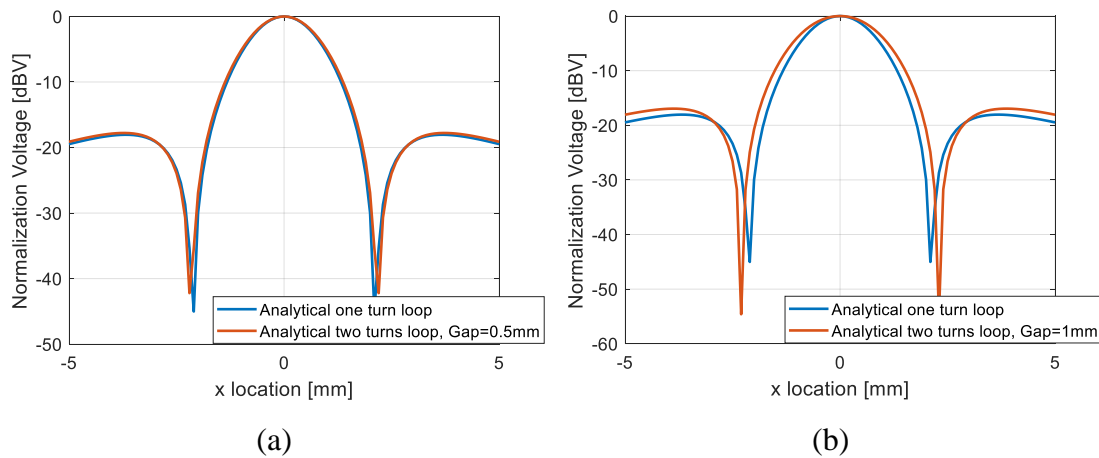 0
-10
-20
-30
-40
-50
-5
0
5
Normalization Voltage [dBV]
x location [mm]
Analytical one turn loop
Analytical two turns loop, Gap=0.5mm
(a)
0
-10
-20
-30
-40
-50
-60
-5
0
5
Normalization Voltage [dBV]
x location [mm]
Analytical one turn loop
Analytical two turns loop, Gap=1mm
(b)